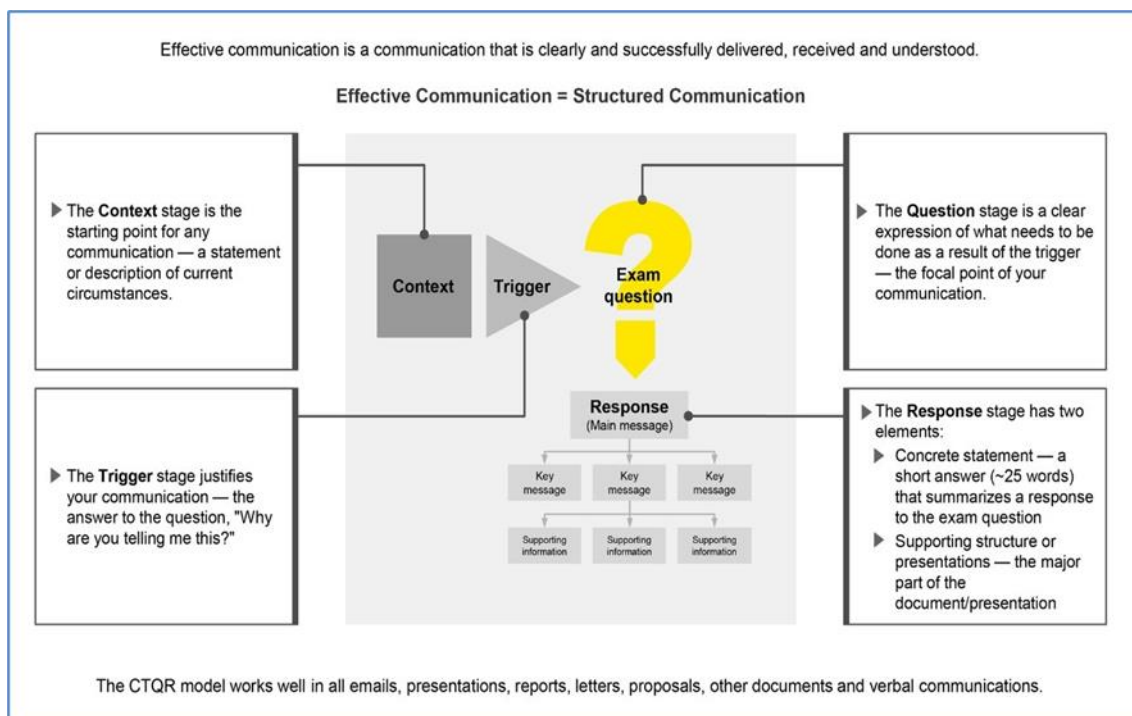 Effective communication is a communication that is clearly and successfully delivered, received and understood.
Effective Communication = Structured Communication
The Context stage is the
starting point for any
communication — a
statement or description of current
circumstances.
The Trigger stage justifies
your communication — the
answer to the question, "Why
are you telling me this?"
Context
Trigger
Exam
question
Response
(Main message)
Key
message
Key
message
Key
message
Supporting
information
Supporting
information
Supporting
information
The Question stage is a clear
expression of what needs to be
done as a result of the trigger
— the focal point of your
communication.
The Response stage has two
elements:
Concrete statement — a
short answer (~25 words)
that summarizes a response
to the exam question
Supporting structure or
presentations — the major
part of the
document/presentation
The CTQR model works well in all emails, presentations, reports, letters, proposals, other documents and verbal communications.